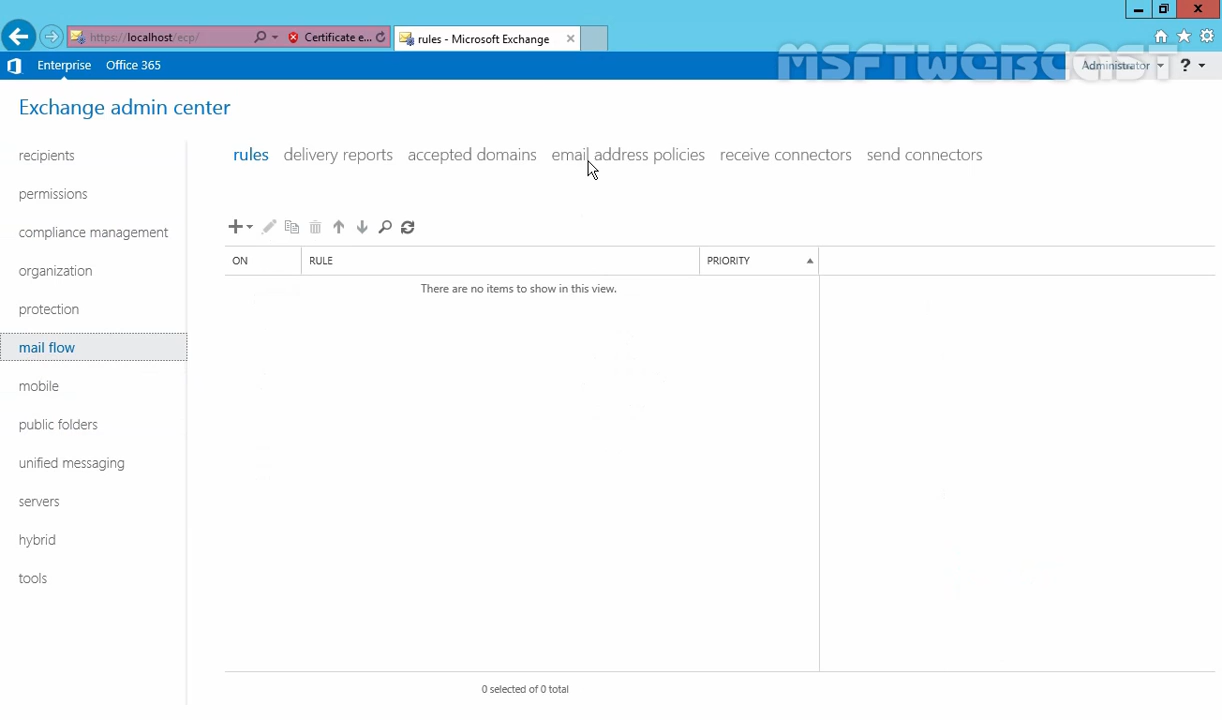 https://localhost/ecp/
Certificate e...
rules - Microsoft Exchange
Enterprise
Office 365
MSFTWEBCAST
Administrator
?
Exchange admin center
recipients
permissions
compliance management
organization
protection
mail flow
mobile
public folders
unified messaging
servers
hybrid
tools
rules delivery reports accepted domains email address policies receive connectors send connectors
ON RULE PRIORITY
There are no items to show in this view.
0 selected of 0 total